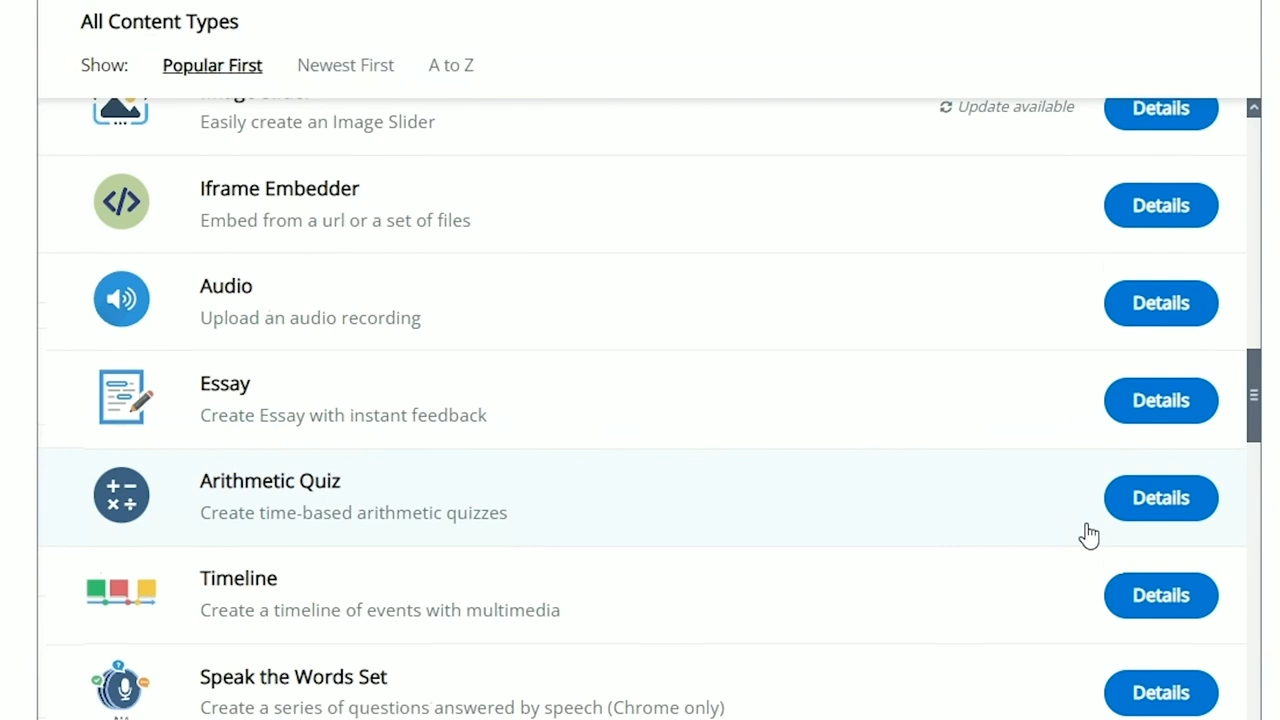 All Content Types
Show: Popular First Newest First A to Z
Easily create an Image Slider
Update available
Details
Iframe Embedder
Embed from a url or a set of files
Details
Audio
Upload an audio recording
Details
Essay
Create Essay with instant feedback
Details
Arithmetic Quiz
Create time-based arithmetic quizzes
Details
Timeline
Create a timeline of events with multimedia
Details
Speak the Words Set
Create a series of questions answered by speech (Chrome only)
Details